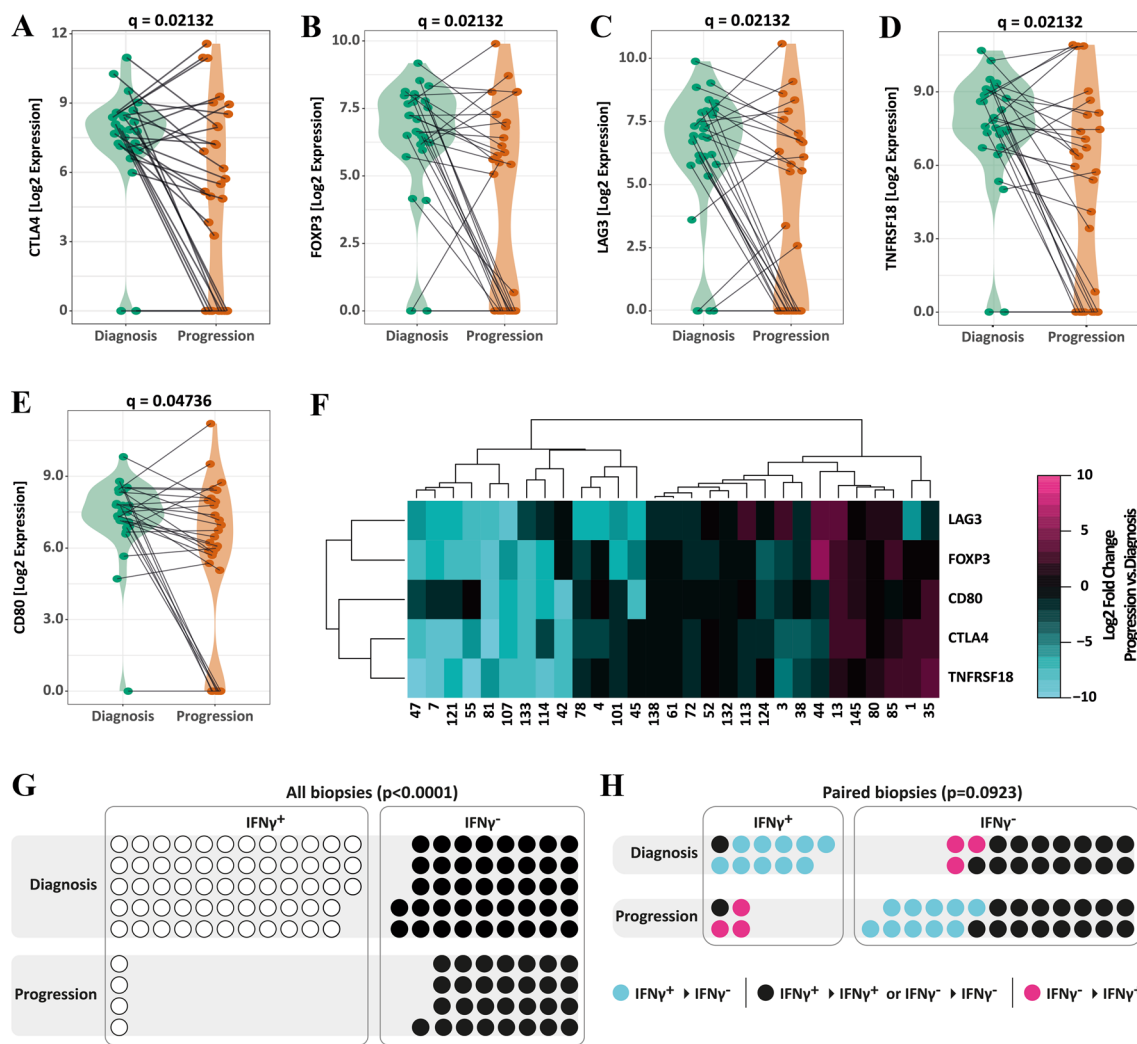 A
q = 0.02132
CTLA4 [Log2 Expression]
12
9
6
3
0
Diagnosis Progression
B
q = 0.02132
FOXP3 [Log2 Expression]
10.0
7.5
5.0
2.5
0.0
Diagnosis Progression
C
q = 0.02132
LAG3 [Log2 Expression]
10.0
7.5
5.0
2.5
0.0
Diagnosis Progression
D
q = 0.02132
TNFRSF18 [Log2 Expression]
9.0
6.0
3.0
0.0
Diagnosis Progression
E
q = 0.04736
CD80 [Log2 Expression]
9.0
6.0
3.0
0.0
Diagnosis Progression
F
LAG3
FOXP3
CD80
CTLA4
TNFRSF18
47 7 121 55 81 107 133 114 42 78 4 101 45 138 61 72 52 132 113 124 3 38 44 13 145 80 85 1 35
10
5
0
−5
−10
Log2 Fold Change
Progression vs.Diagnosis
G
All biopsies (p<0.0001)
IFNγ+ IFNγ-
Diagnosis
Progression
H
Paired biopsies (p=0.0923)
IFNγ+ IFNγ-
Diagnosis
Progression
IFNγ+ ▸ IFNγ- IFNγ+ ▸ IFNγ+ or IFNγ- ▸ IFNγ- IFNγ- ▸ IFNγ